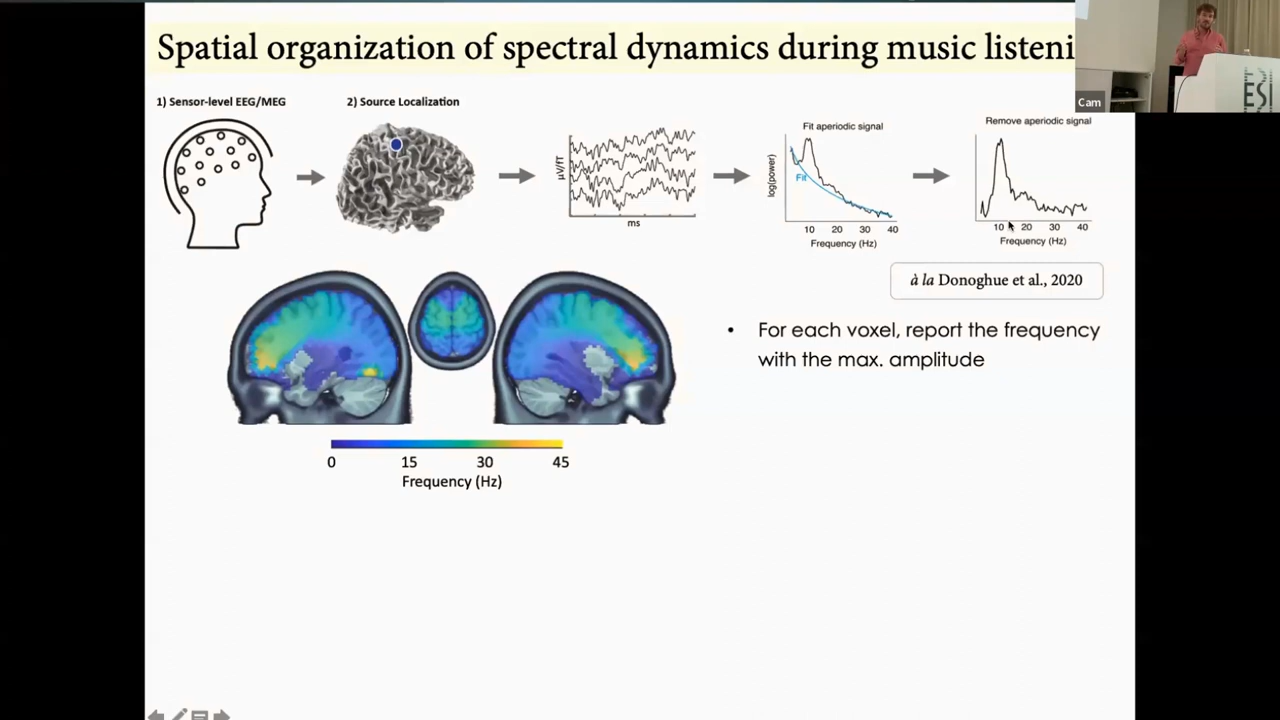 Spatial organization of spectral dynamics during music listeni
Cam
ESI
1) Sensor-level EEG/MEG
2) Source Localization
µV/fT
ms
Fit aperiodic signal
log(power)
Fit
10 20 30 40
Frequency (Hz)
Remove aperiodic signal
10 20 30 40
Frequency (Hz)
à la Donoghue et al., 2020
• For each voxel, report the frequency
with the max. amplitude
0 15 30 45
Frequency (Hz)